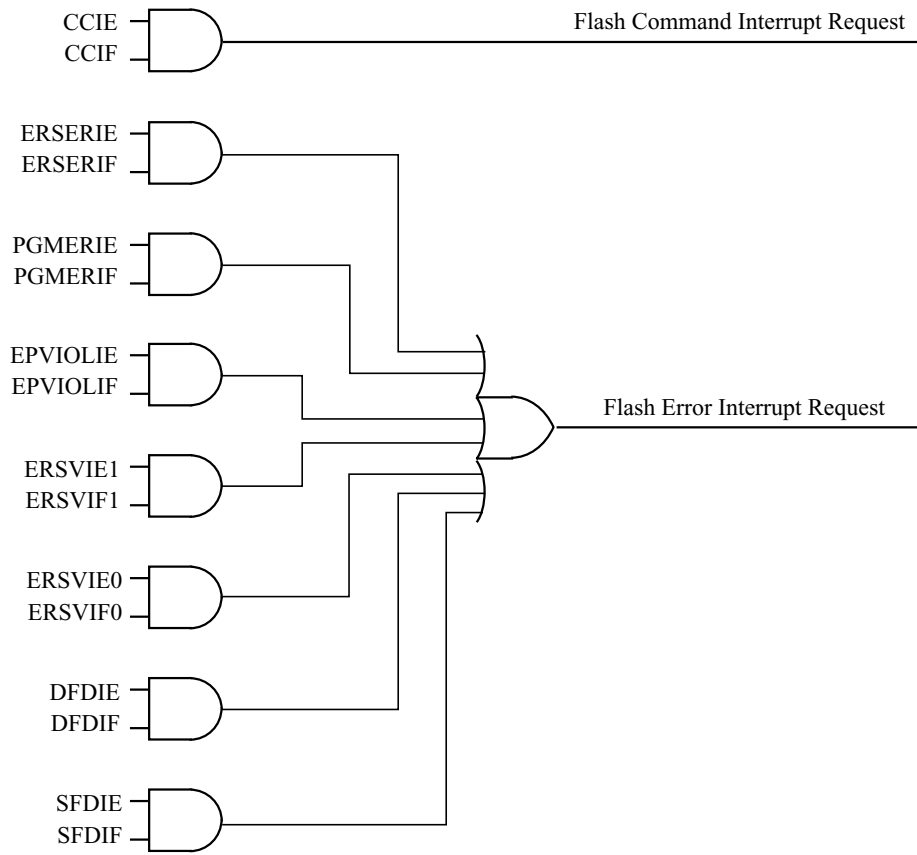 CCIE
CCIF
Flash Command Interrupt Request
ERSERIE
ERSERIF
PGMERIE
PGMERIF
EPVIOLIE
EPVIOLIF
Flash Error Interrupt Request
ERSVIE1
ERSVIF1
ERSVIE0
ERSVIF0
DFDIE
DFDIF
SFDIE
SFDIF